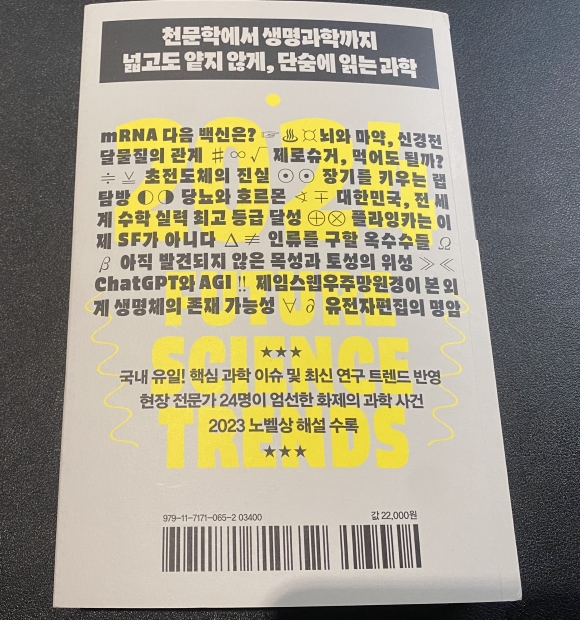 천문학에서 생명과학까지
넓고도 얕지 않게, 단숨에 읽는 과학
2024
mRNA 다음 백신은? ☞ ♨ ¤ 뇌와 마약, 신경전
달물질의 관계 # ∞ √ 제로슈거, 먹어도 될까?
÷ ⊻ 초전도체의 진실 ⊙⊙ 장기를 키우는 랩
탐방 ◐◑ 당뇨와 호르몬 ∢ ∓ 대한민국, 전 세
계 수학 실력 최고 등급 달성 ⊕⊗ 플라잉카는 이
제 SF가 아니다 △ ≠ 인류를 구할 옥수수들 Ω
β 아직 발견되지 않은 목성과 토성의 위성 ≫≪
ChatGPT와 AGI !! 제임스웹우주망원경이 본 외
계 생명체의 존재 가능성 ∀ ∂ 유전자편집의 명암
FUTURE
SCIENCE
TRENDS
★★★
국내 유일! 핵심 과학 이슈 및 최신 연구 트렌드 반영
현장 전문가 24명이 엄선한 화제의 과학 사건
2023 노벨상 해설 수록
★★★
979-11-7171-065-2 03400
값 22,000원